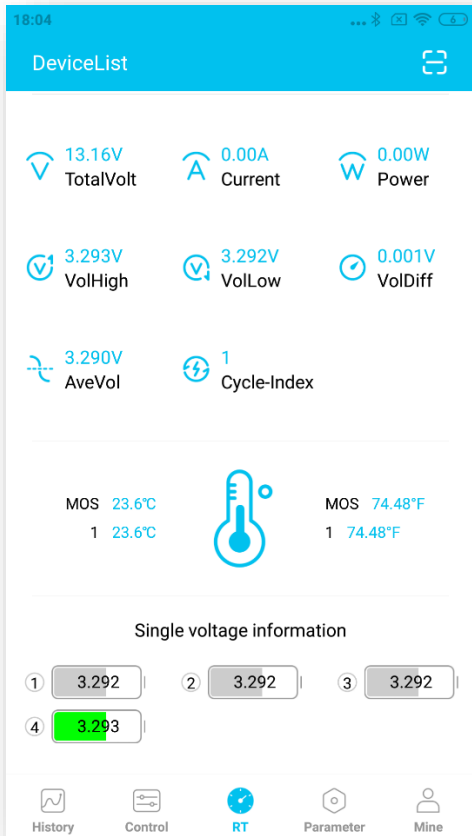 18:04 ... 6
DeviceList
13.16V 0.00A 0.00W
TotalVolt Current Power
3.293V 3.292V 0.001V
VolHigh VolLow VolDiff
3.290V 1
AveVol Cycle-Index
MOS 23.6℃ MOS 74.48°F
1 23.6℃ 1 74.48°F
Single voltage information
1 3.292 2 3.292 3 3.292
4 3.293
History Control RT Parameter Mine